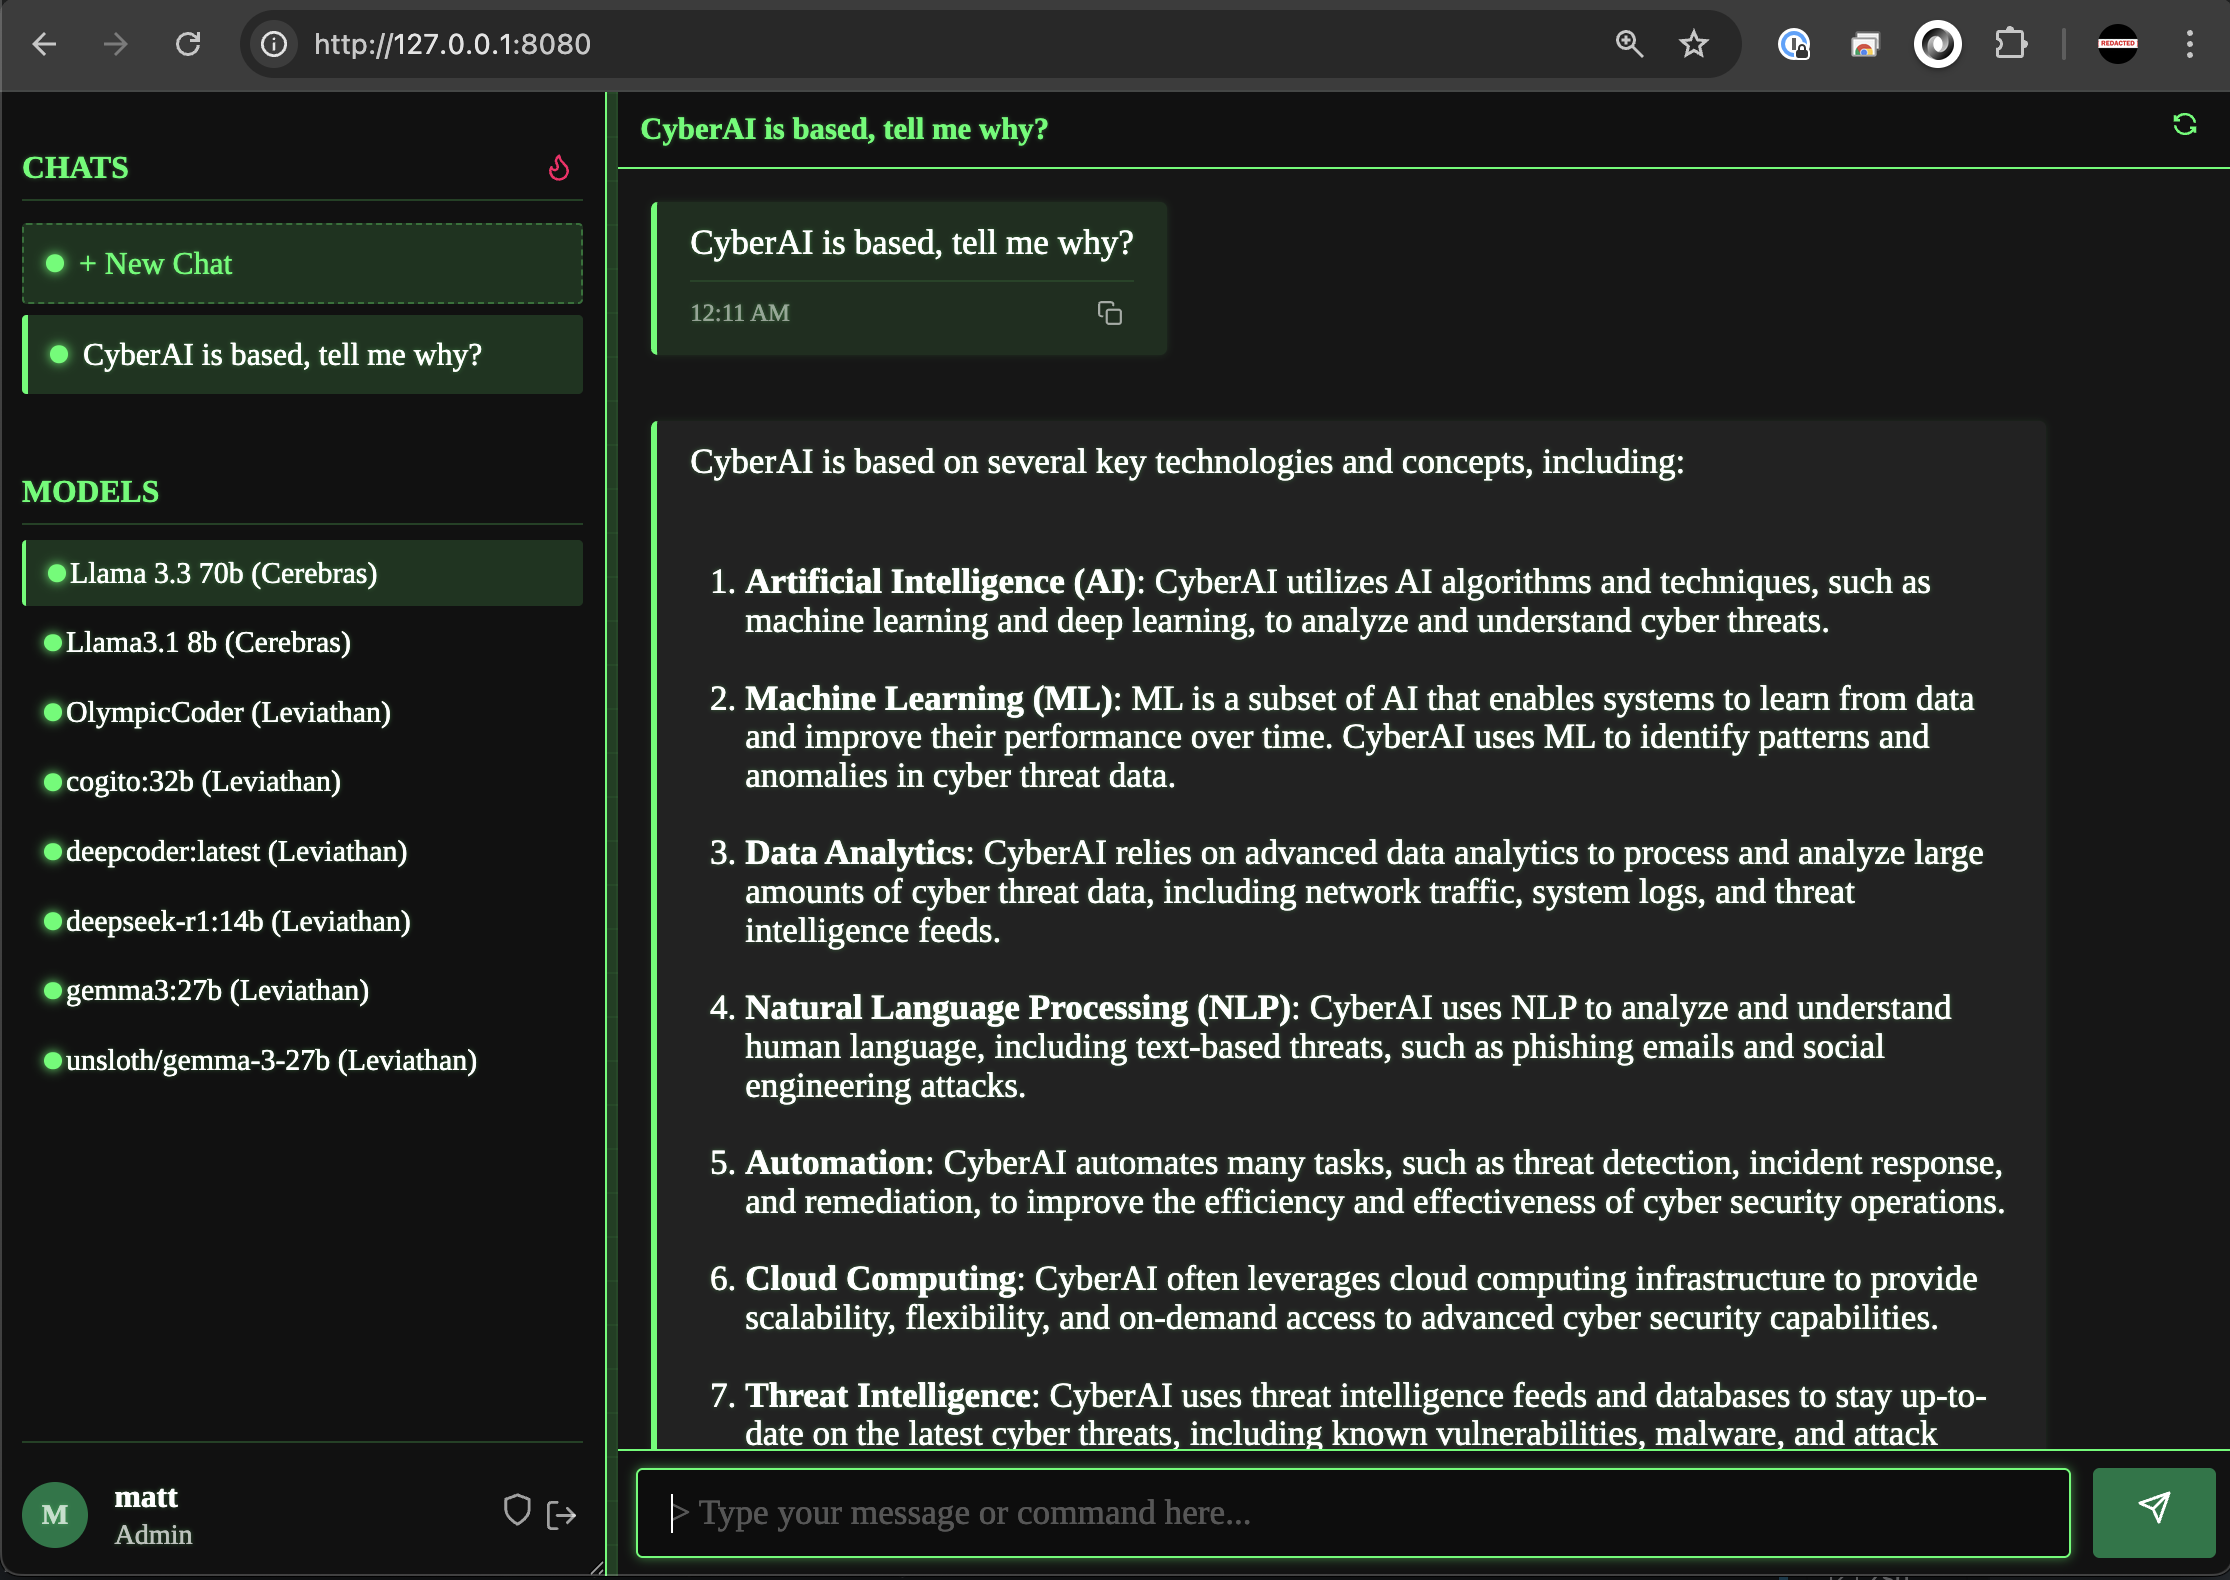 http://127.0.0.1:8080
REDACTED
CHATS
+ New Chat
CyberAI is based, tell me why?
MODELS
Llama 3.3 70b (Cerebras)
Llama3.1 8b (Cerebras)
OlympicCoder (Leviathan)
cogito:32b (Leviathan)
deepcoder:latest (Leviathan)
deepseek-r1:14b (Leviathan)
gemma3:27b (Leviathan)
unsloth/gemma-3-27b (Leviathan)
M
matt
Admin
CyberAI is based, tell me why?
CyberAI is based, tell me why?
12:11 AM
CyberAI is based on several key technologies and concepts, including:
1. Artificial Intelligence (AI): CyberAI utilizes AI algorithms and techniques, such as
machine learning and deep learning, to analyze and understand cyber threats.
2. Machine Learning (ML): ML is a subset of AI that enables systems to learn from data
and improve their performance over time. CyberAI uses ML to identify patterns and
anomalies in cyber threat data.
3. Data Analytics: CyberAI relies on advanced data analytics to process and analyze large
amounts of cyber threat data, including network traffic, system logs, and threat
intelligence feeds.
4. Natural Language Processing (NLP): CyberAI uses NLP to analyze and understand
human language, including text-based threats, such as phishing emails and social
engineering attacks.
5. Automation: CyberAI automates many tasks, such as threat detection, incident response,
and remediation, to improve the efficiency and effectiveness of cyber security operations.
6. Cloud Computing: CyberAI often leverages cloud computing infrastructure to provide
scalability, flexibility, and on-demand access to advanced cyber security capabilities.
7. Threat Intelligence: CyberAI uses threat intelligence feeds and databases to stay up-to-
date on the latest cyber threats, including known vulnerabilities, malware, and attack
> Type your message or command here...